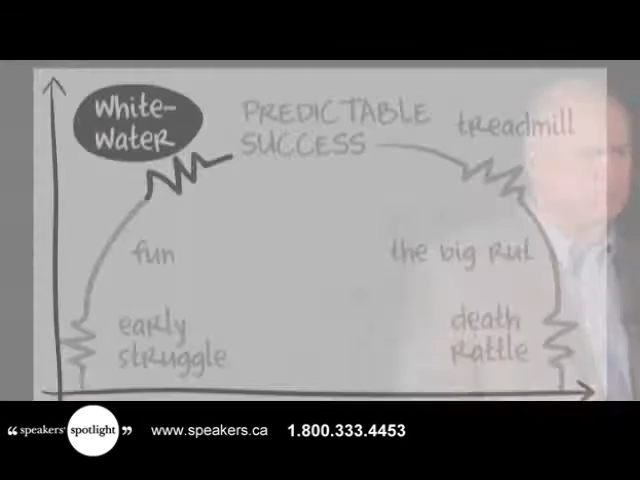 White-
Water
PREDICTABLE
SUCCESS
treadmill
fun
the big rut
early
struggle
death
rattle
“speakers' spotlight”
www.speakers.ca
1.800.333.4453